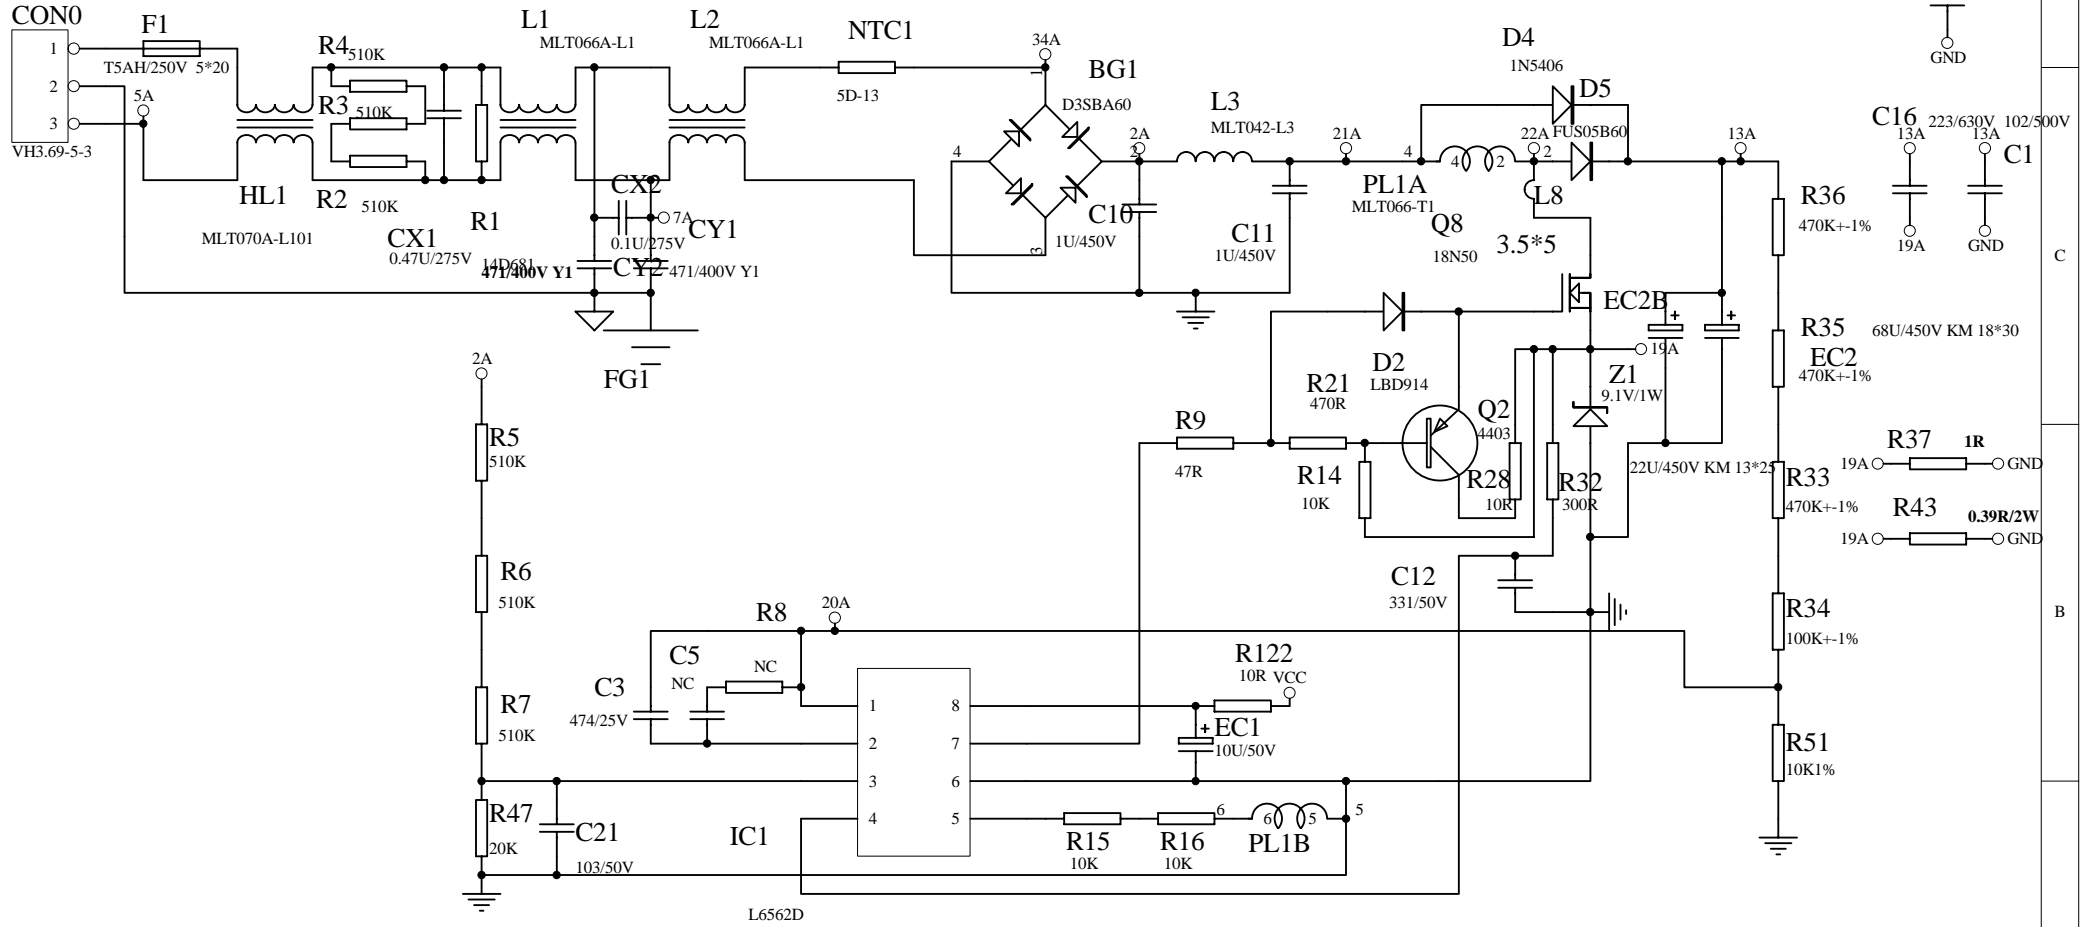 CON0
F1
L1
L2
NTC1
34A
D4
GND
1
T5AH/250V 5*20
R4
510K
MLT066A-L1
MLT066A-L1
1
BG1
1N5406
2
5A
R3
510K
5D-13
D3SBA60
L3
D5
C16
223/630V
102/500V
3
VH3.69-5-3
MLT042-L3
FUS05B60
4
2A
2
21A
4
4
2
22A
2
13A
13A
13A
C1
HL1
R2
510K
R1
CX2
7A
CY1
C10
PL1A
MLT066-T1
L8
R36
470K+-1%
MLT070A-L101
CX1
0.47U/275V
14D681
471/400V Y1
0.1U/275V
CY2
471/400V Y1
3
1U/450V
C11
1U/450V
Q8
18N50
3.5*5
19A
GND
C
EC2B
+
+
R35
68U/450V KM 18*30
EC2
470K+-1%
2A
FG1
D2
LBD914
19A
Z1
9.1V/1W
R21
470R
R9
47R
Q2
4403
R5
510K
R14
10K
R28
10R
R32
300R
22U/450V KM 13*25
R33
470K+-1%
R37
1R
19A
GND
R43
0.39R/2W
19A
GND
R6
510K
C12
331/50V
R8
20A
R34
100K+-1%
B
C5
NC
NC
R122
10R
VCC
C3
474/25V
R7
510K
1
8
2
7
3
6
4
5
+
EC1
10U/50V
R51
10K1%
R47
20K
C21
103/50V
IC1
L6562D
R15
10K
R16
10K
6
6
5
5
PL1B